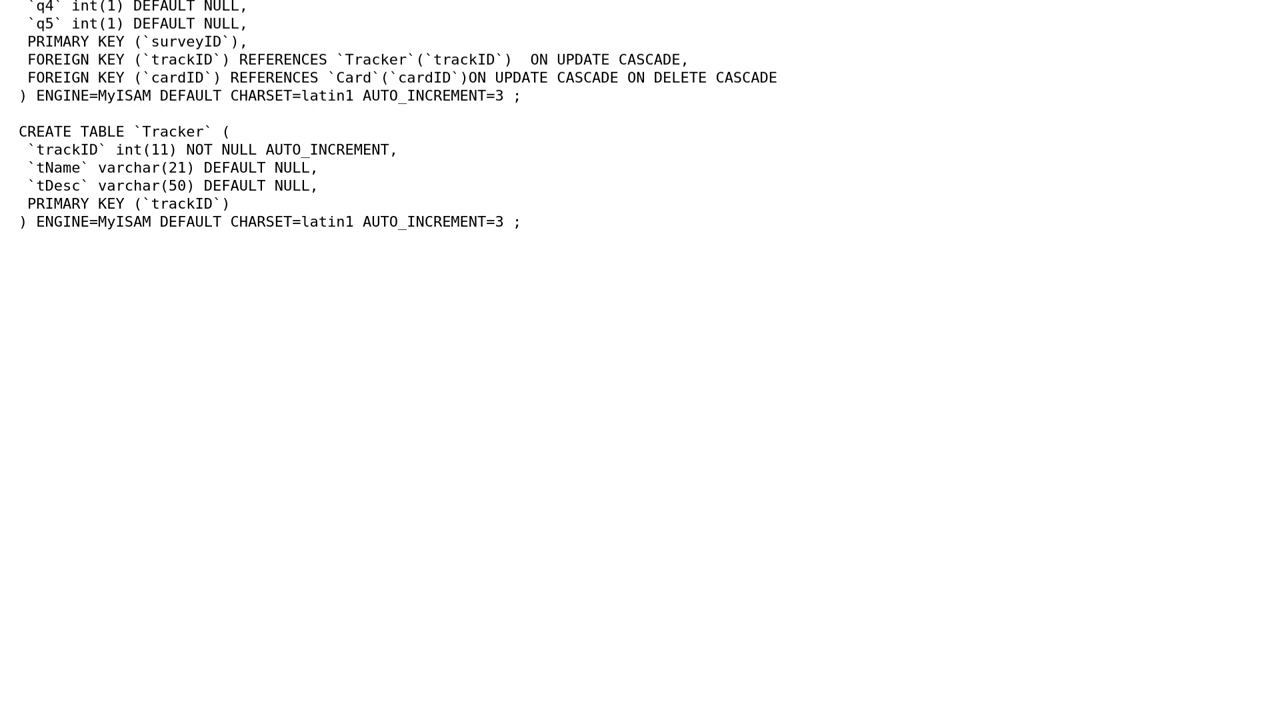 `q4` int(1) DEFAULT NULL,
`q5` int(1) DEFAULT NULL,
PRIMARY KEY (`surveyID`),
FOREIGN KEY (`trackID`) REFERENCES `Tracker`(`trackID`)  ON UPDATE CASCADE,
FOREIGN KEY (`cardID`) REFERENCES `Card`(`cardID`)ON UPDATE CASCADE ON DELETE CASCADE
) ENGINE=MyISAM DEFAULT CHARSET=latin1 AUTO_INCREMENT=3 ;

CREATE TABLE `Tracker` (
`trackID` int(11) NOT NULL AUTO_INCREMENT,
`tName` varchar(21) DEFAULT NULL,
`tDesc` varchar(50) DEFAULT NULL,
PRIMARY KEY (`trackID`)
) ENGINE=MyISAM DEFAULT CHARSET=latin1 AUTO_INCREMENT=3 ;